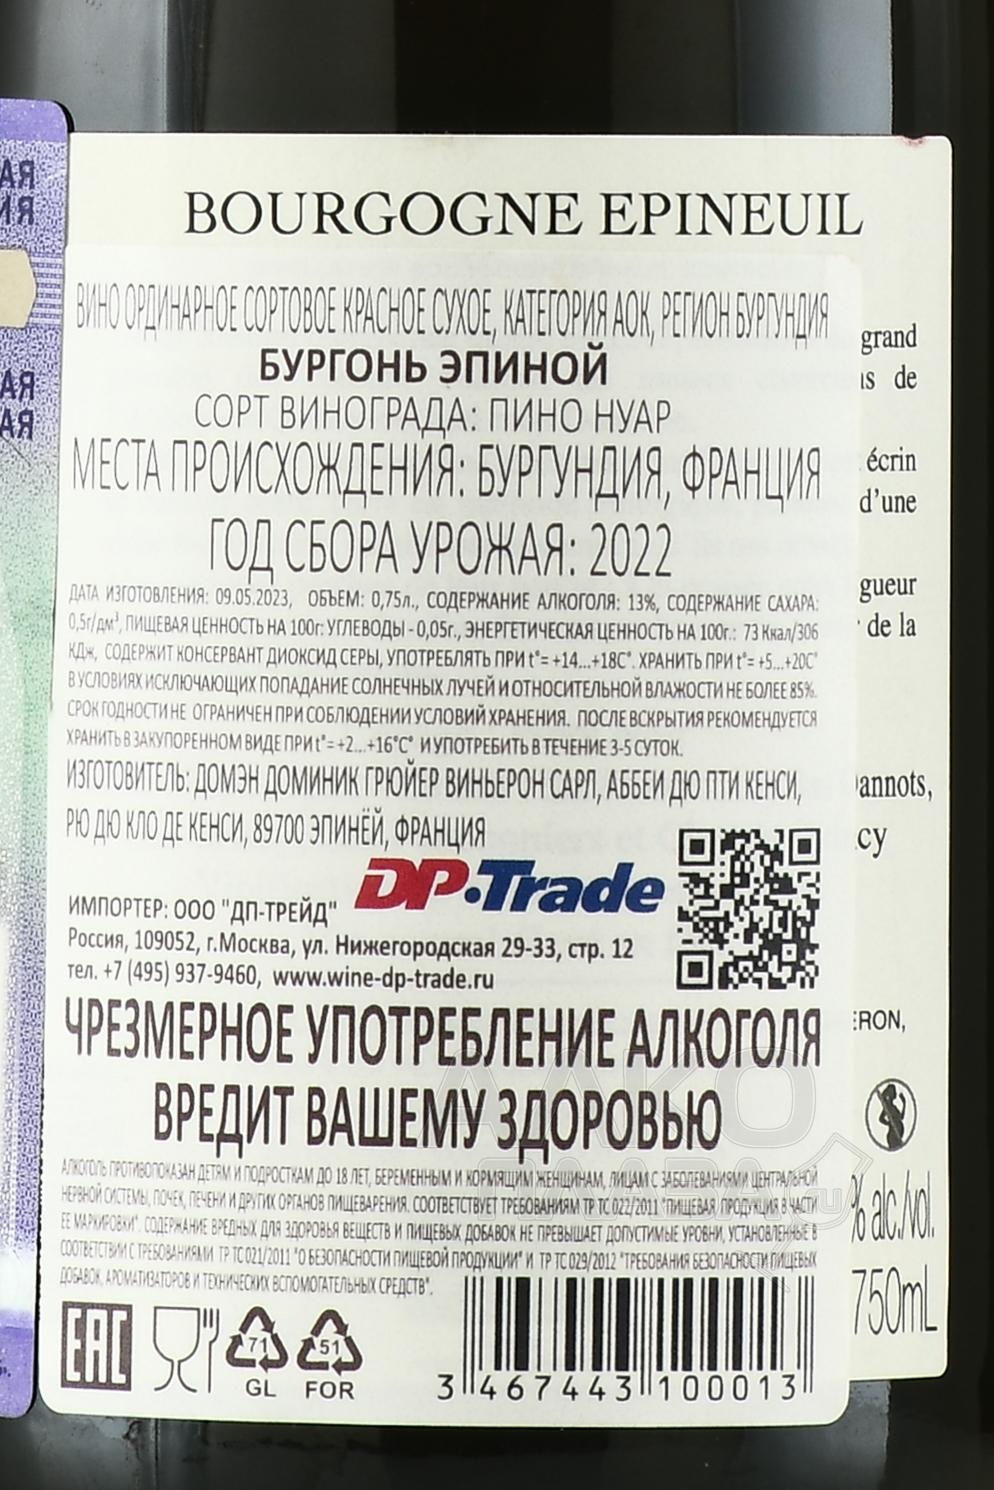 АЯ
ИЯ
АЯ
АЯ
BOURGOGNE EPINEUIL
ВИНО ОРДИНАРНОЕ СОРТОВОЕ КРАСНОЕ СУХОЕ, КАТЕГОРИЯ АОК, РЕГИОН БУРГУНДИЯ
БУРГОНЬ ЭПИНОЙ
СОРТ ВИНОГРАДА: ПИНО НУАР
МЕСТА ПРОИСХОЖДЕНИЯ: БУРГУНДИЯ, ФРАНЦИЯ
ГОД СБОРА УРОЖАЯ: 2022
ДАТА ИЗГОТОВЛЕНИЯ: 09.05.2023, ОБЪЕМ: 0,75л., СОДЕРЖАНИЕ АЛКОГОЛЯ: 13%, СОДЕРЖАНИЕ САХАРА:
0,5г/дм³, ПИЩЕВАЯ ЦЕННОСТЬ НА 100г: УГЛЕВОДЫ - 0,05г., ЭНЕРГЕТИЧЕСКАЯ ЦЕННОСТЬ НА 100г.: 73 Ккал/306
КДж, СОДЕРЖИТ КОНСЕРВАНТ ДИОКСИД СЕРЫ, УПОТРЕБЛЯТЬ ПРИ t°= +14...+18С°. ХРАНИТЬ ПРИ t°= +5...+20С°
В УСЛОВИЯХ ИСКЛЮЧАЮЩИХ ПОПАДАНИЕ СОЛНЕЧНЫХ ЛУЧЕЙ И ОТНОСИТЕЛЬНОЙ ВЛАЖНОСТИ НЕ БОЛЕЕ 85%.
СРОК ГОДНОСТИ НЕ ОГРАНИЧЕН ПРИ СОБЛЮДЕНИИ УСЛОВИЙ ХРАНЕНИЯ. ПОСЛЕ ВСКРЫТИЯ РЕКОМЕНДУЕТСЯ
ХРАНИТЬ В ЗАКУПОРЕННОМ ВИДЕ ПРИ t°= +2...+16°С° И УПОТРЕБИТЬ В ТЕЧЕНИЕ 3-5 СУТОК.
ИЗГОТОВИТЕЛЬ: ДОМЭН ДОМИНИК ГРЮЙЕР ВИНЬЕРОН САРЛ, АББЕИ ДЮ ПТИ КЕНСИ,
РЮ ДЮ КЛО ДЕ КЕНСИ, 89700 ЭПИНЁЙ, ФРАНЦИЯ
DP•Trade
ИМПОРТЕР: ООО "ДП-ТРЕЙД"
Россия, 109052, г.Москва, ул. Нижегородская 29-33, стр. 12
тел. +7 (495) 937-9460, www.wine-dp-trade.ru
ЧРЕЗМЕРНОЕ УПОТРЕБЛЕНИЕ АЛКОГОЛЯ
ВРЕДИТ ВАШЕМУ ЗДОРОВЬЮ
АЛКОГОЛЬ ПРОТИВОПОКАЗАН ДЕТЯМ И ПОДРОСТКАМ ДО 18 ЛЕТ, БЕРЕМЕННЫМ И КОРМЯЩИМ ЖЕНЩИНАМ, ЛИЦАМ С ЗАБОЛЕВАНИЯМИ ЦЕНТРАЛЬНОЙ
НЕРВНОЙ СИСТЕМЫ, ПОЧЕК, ПЕЧЕНИ И ДРУГИХ ОРГАНОВ ПИЩЕВАРЕНИЯ. СООТВЕТСТВУЕТ ТРЕБОВАНИЯМ ТР ТС 022/2011 "ПИЩЕВАЯ ПРОДУКЦИЯ В ЧАСТИ
ЕЕ МАРКИРОВКИ". СОДЕРЖАНИЕ ВРЕДНЫХ ДЛЯ ЗДОРОВЬЯ ВЕЩЕСТВ И ПИЩЕВЫХ ДОБАВОК НЕ ПРЕВЫШАЕТ ДОПУСТИМЫЕ УРОВНИ, УСТАНОВЛЕННЫЕ В
СООТВЕТСТВИИ С ТРЕБОВАНИЯМИ. ТР ТС 021/2011 "О БЕЗОПАСНОСТИ ПИЩЕВОЙ ПРОДУКЦИИ" И ТР ТС 029/2012 "ТРЕБОВАНИЯ БЕЗОПАСНОСТИ ПИЩЕВЫХ
ДОБАВОК, АРОМАТИЗАТОРОВ И ТЕХНИЧЕСКИХ ВСПОМОГАТЕЛЬНЫХ СРЕДСТВ".
EAC
71
GL
51
FOR
3 467443 100013
grand
s de
écrin
d'une
gueur
de la
annots,
cy
ERON,
% alc./vol.
750mL